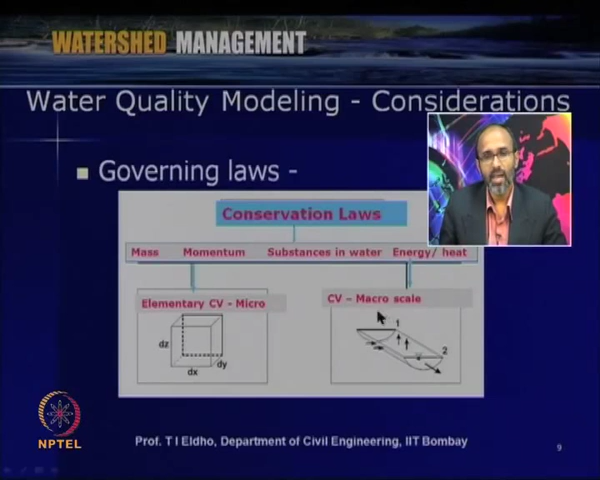 WATERSHED MANAGEMENT
Water Quality Modeling - Considerations
Governing laws -
Conservation Laws
Mass Momentum Substances in water Energy/ heat
Elementary CV - Micro
CV – Macro scale
dz
dy
dx
1
2
NPTEL
Prof. T I Eldho, Department of Civil Engineering, IIT Bombay
9